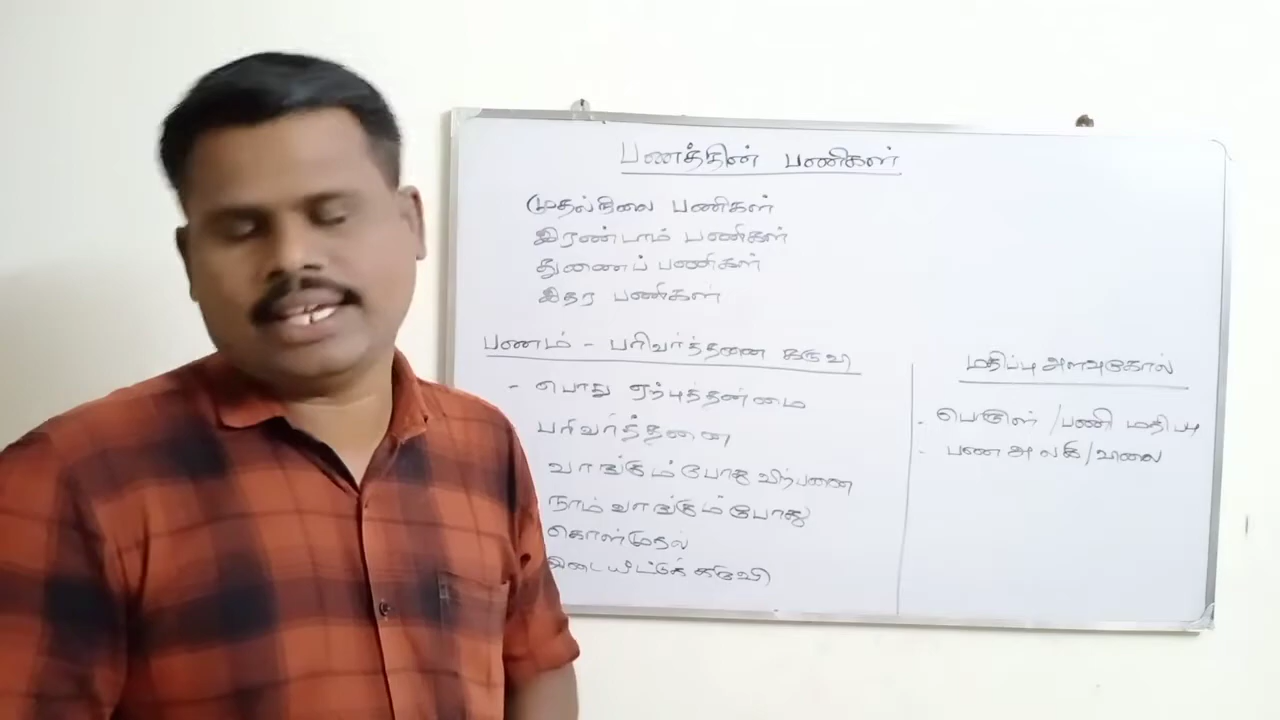 பணத்தின் பணிகள்
முதல்நிலை பணிகள்
இரண்டாம் பணிகள்
துணைப் பணிகள்
இதர பணிகள்
பணம் - பரிவர்த்தனை கருவி
- பொது ஏற்புத்தன்மை
பரிவர்த்தனை
வாங்கும்போது விற்பனை
நாம் வாங்கும்போது
கொள்முதல்
இடையீட்டுக் கருவி
மதிப்பு அளவுகோல்
- பொருள் /பணி மதிப்பு
- பண அலகு/விலை